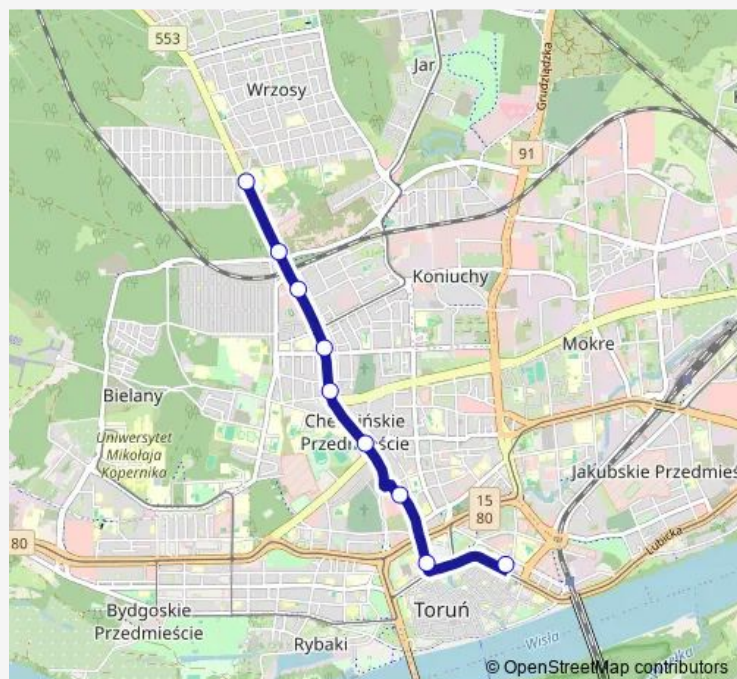 553
Wrzosy
Jar
Grudziądzka
91
Koniuchy
Mokre
Bielany
Uniwersytet
Mikołaja
Kopernika
Przedmieście
Jakubskie Przedmieś
15
80
80
Lubicka
Bydgoskie
Przedmieście
Toruń
Rybaki
Wisła
© OpenStreetMap contributors